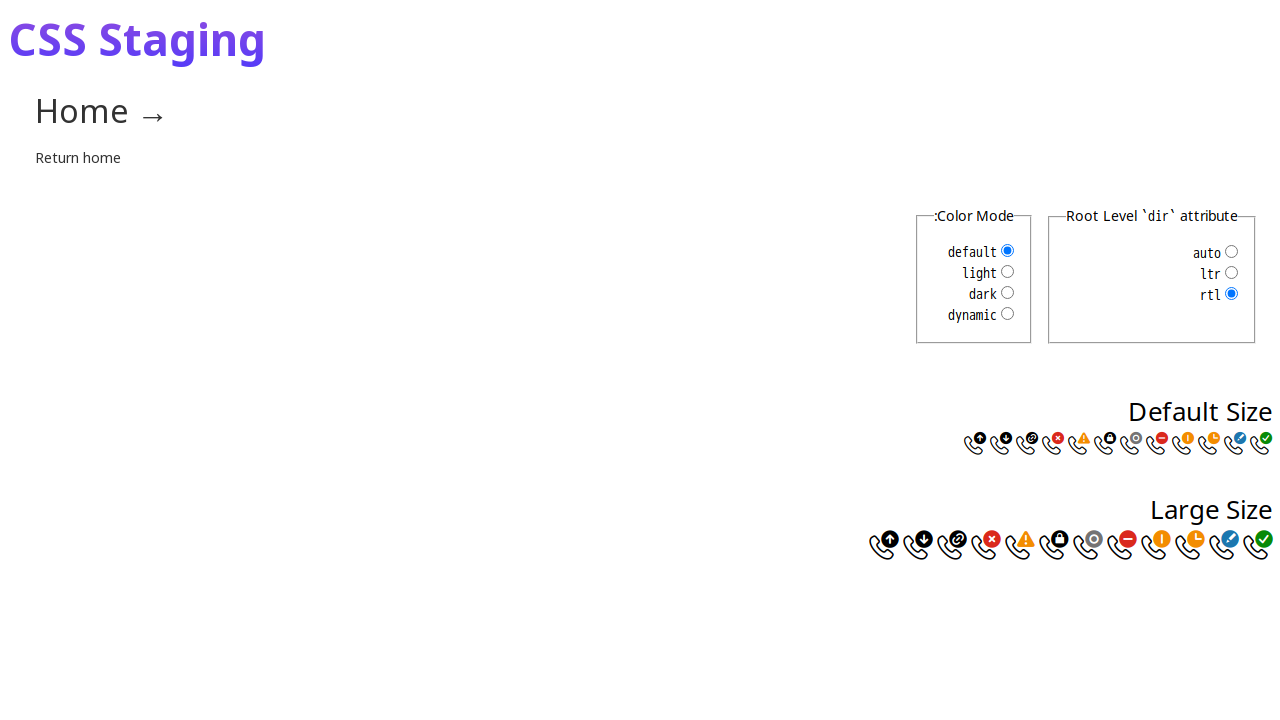 CSS Staging
Home →
Return home
Root Level `dir` attribute
auto
ltr
rtl
:Color Mode
default
light
dark
dynamic
Default Size
Large Size